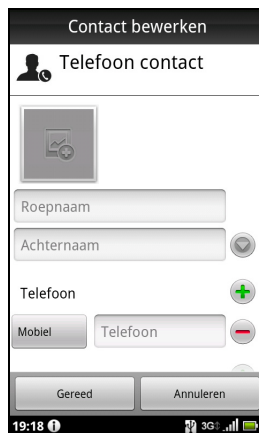 Contact bewerken
Telefoon contact
Roepnaam
Achternaam
Telefoon
Mobiel Telefoon
Gereed Annuleren
19:18 3G